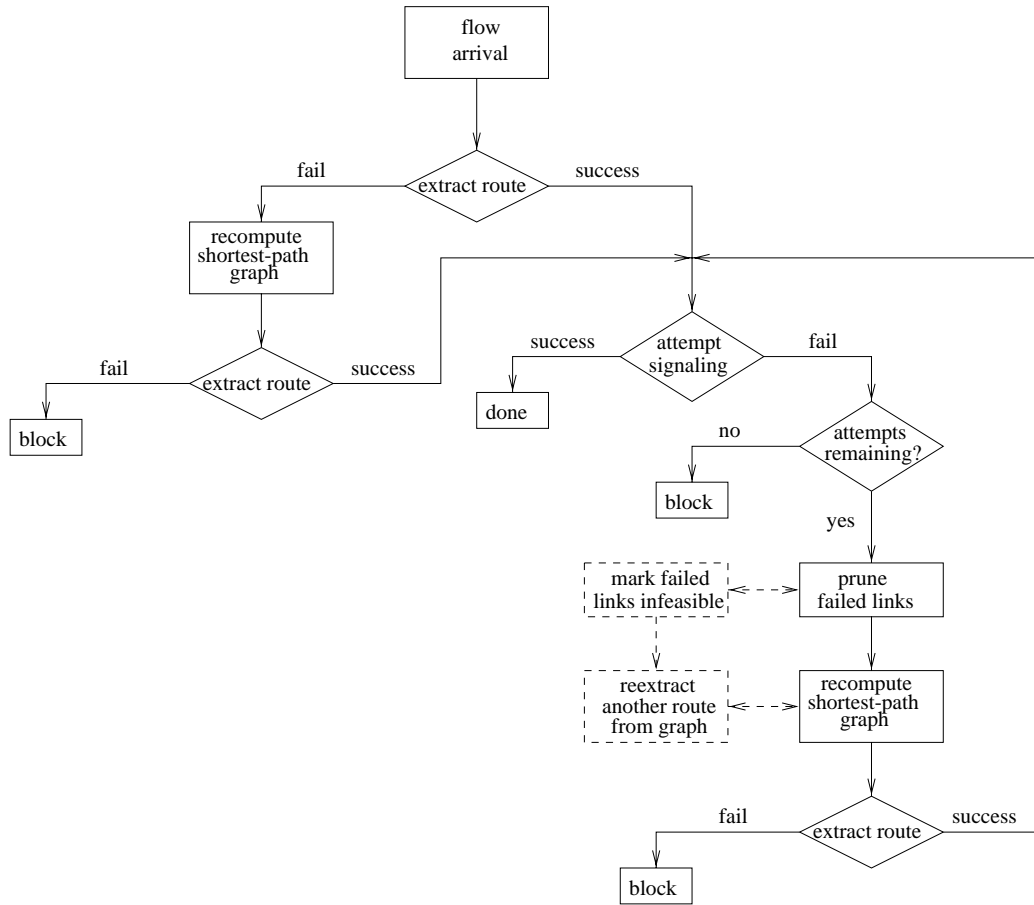 flow
arrival
fail
success
extract route
recompute
shortest-path
graph
fail
extract route
success
block
success
attempt
signaling
fail
done
attempts
remaining?
no
block
yes
mark failed
links infeasible
prune
failed links
reextract
another route
from graph
recompute
shortest-path
graph
fail
extract route
success
block